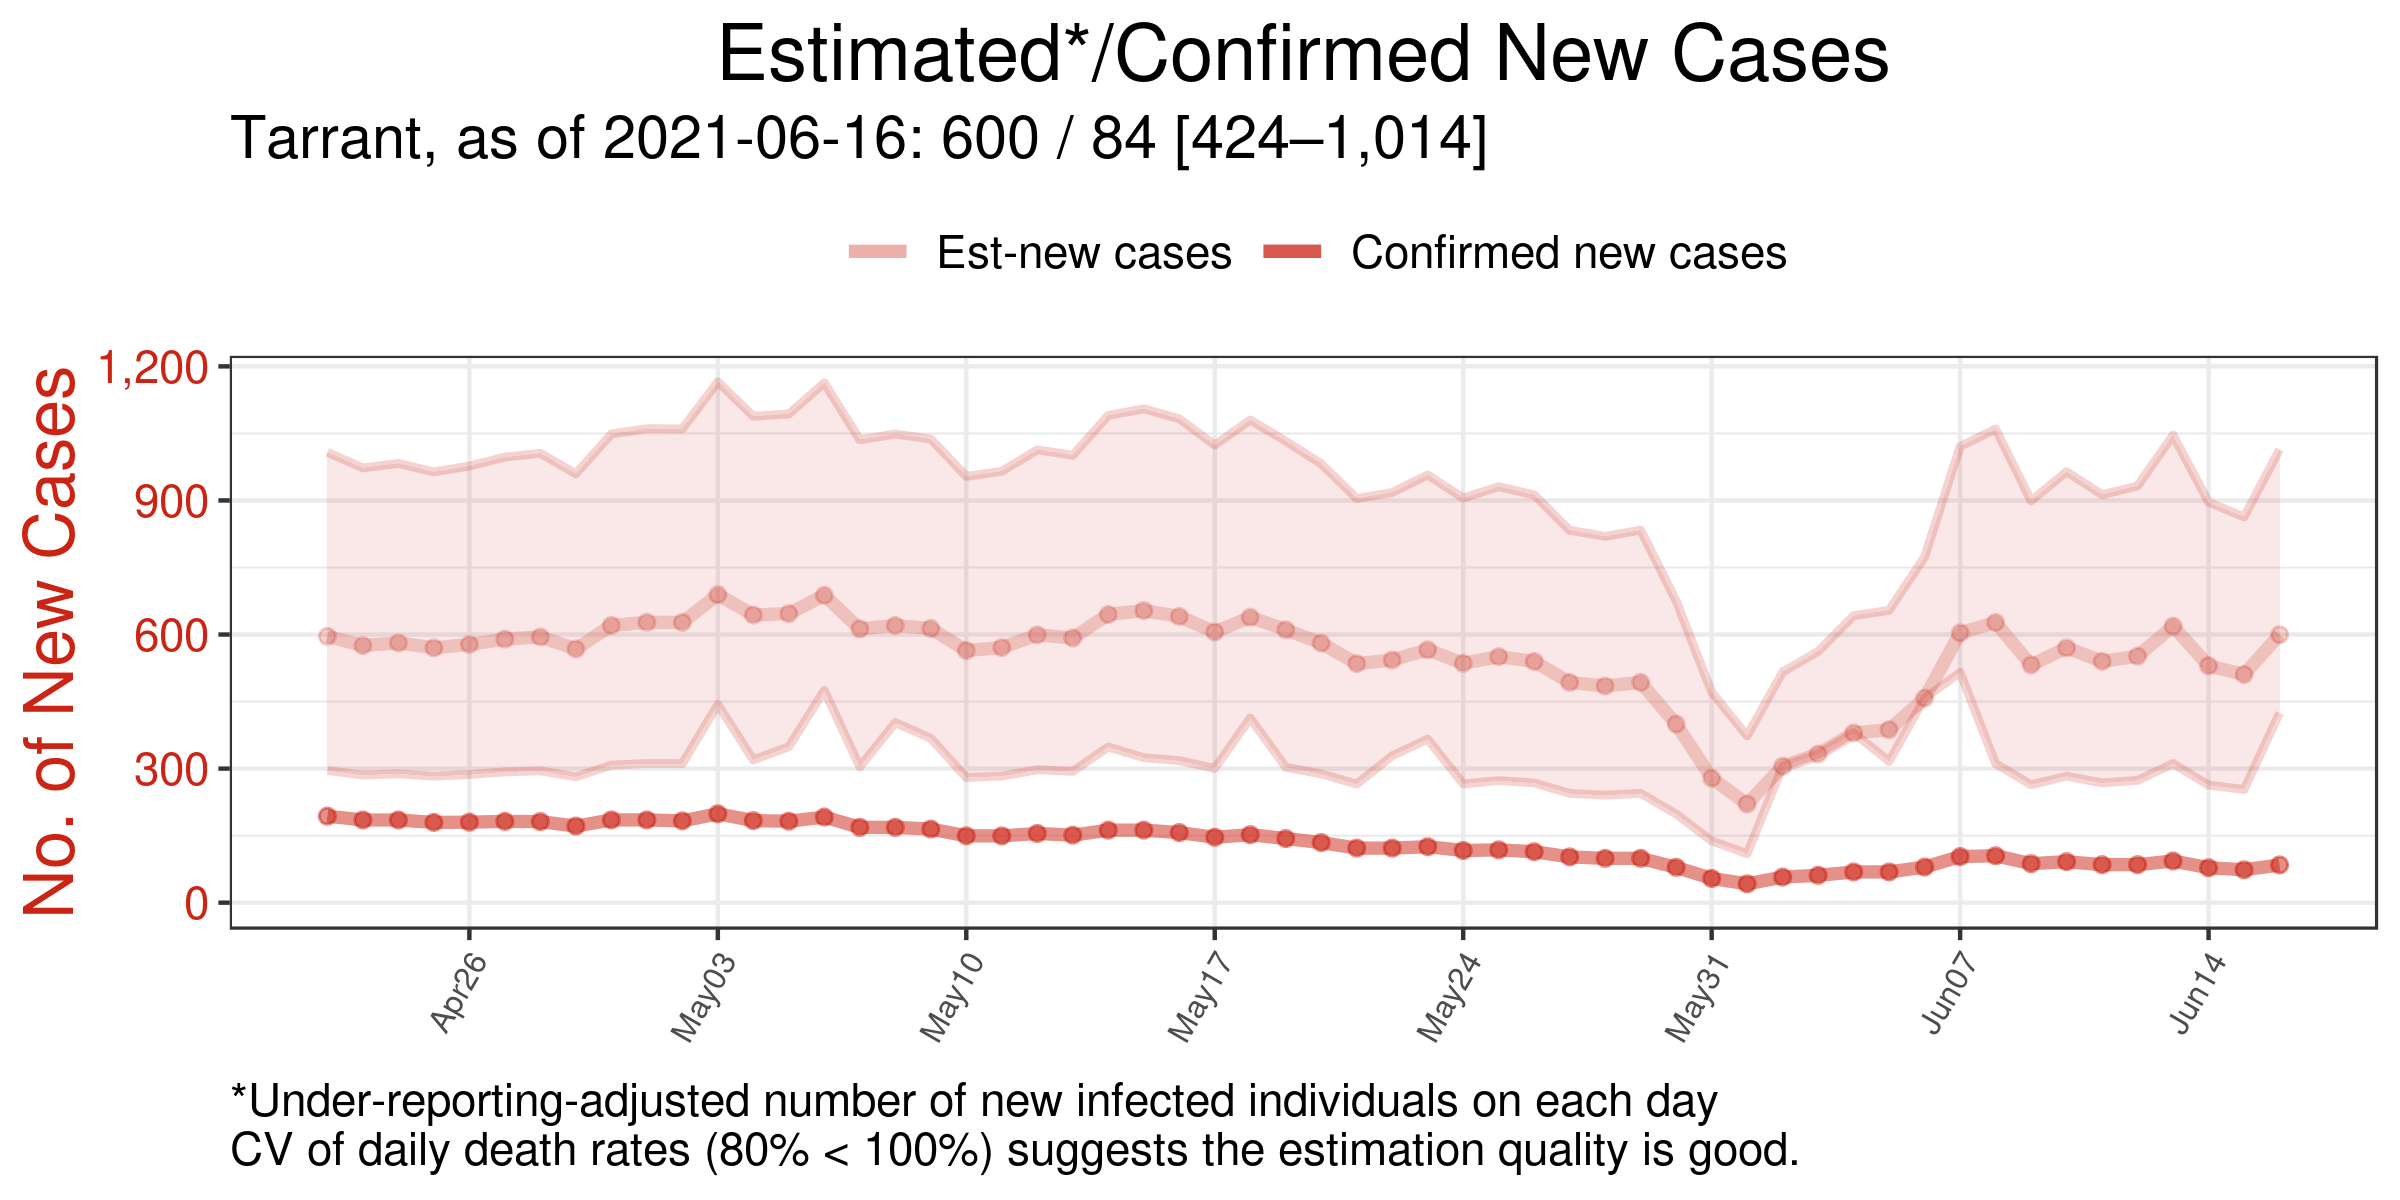 Estimated*/Confirmed New Cases
Tarrant, as of 2021-06-16: 600 / 84 [424–1,014]
Est-new cases
Confirmed new cases
No. of New Cases
1,200
900
600
300
0
Apr26
May03
May10
May17
May24
May31
Jun07
Jun14
*Under-reporting-adjusted number of new infected individuals on each day
CV of daily death rates (80% < 100%) suggests the estimation quality is good.